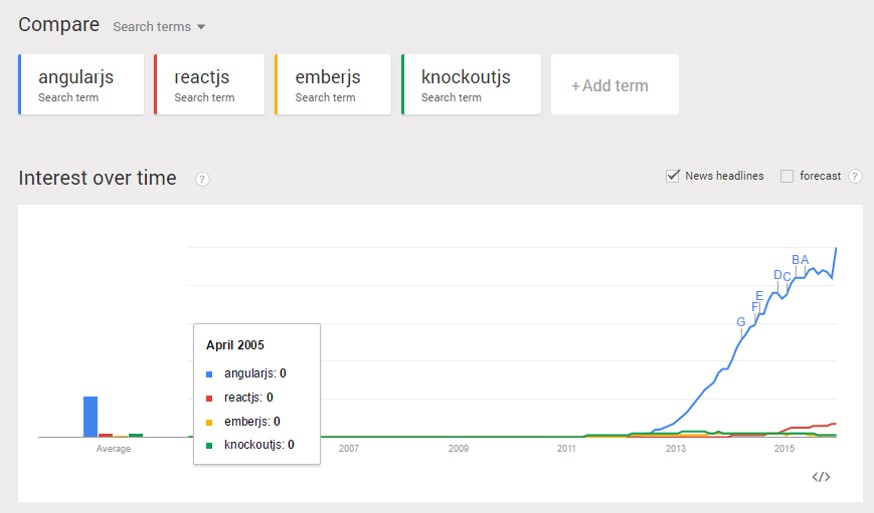 Compare Search terms
angularjs reactjs emberjs knockoutjs +Add term
Search term Search term Search term Search term
Interest over time ? News headlines forecast ?
B A
D C
E
F
G
April 2005
angularjs: 0
reactjs: 0
emberjs: 0
knockoutjs: 0
Average 2007 2009 2011 2013 2015
</>